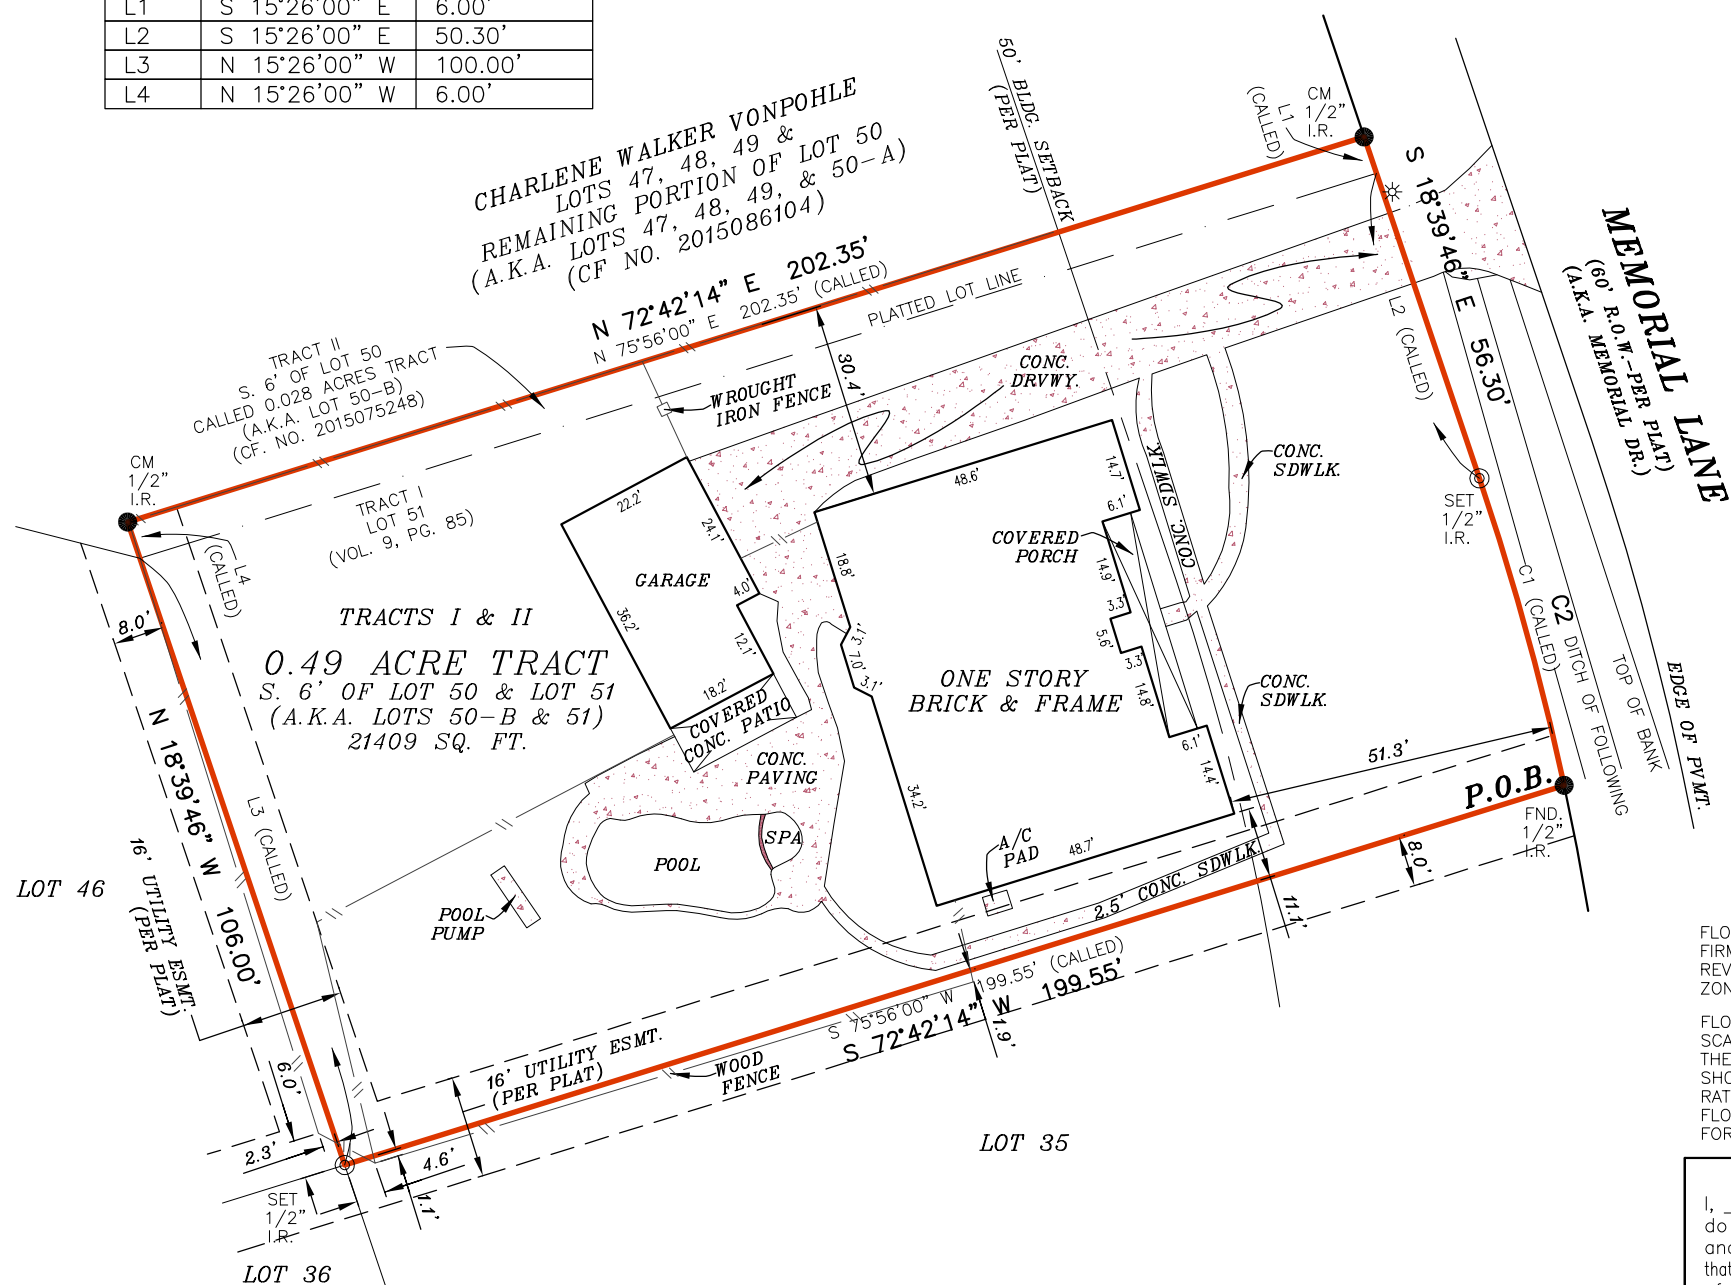 L1 S 15°26'00" E 6.00'
L2 S 15°26'00" E 50.30'
L3 N 15°26'00" W 100.00'
L4 N 15°26'00" W 6.00'
CHARLENE WALKER VONPOHLE
LOTS 47, 48, 49 &
REMAINING PORTION OF LOT 50
(A.K.A. LOTS 47, 48, 49, & 50-A)
(CF NO. 2015086104)
50' BLDG. SETBACK
(PER PLAT)
L1
(CALLED)
CM
1/2"
I.R.
S 18°39'46" E 56.30'
MEMORIAL LANE
(60' R.O.W.-PER PLAT)
(A.K.A. MEMORIAL DR.)
N 72°42'14" E 202.35'
N 75°56'00" E 202.35' (CALLED)
PLATTED LOT LINE
L2 (CALLED)
TRACT II
S. 6' OF LOT 50
CALLED 0.028 ACRES TRACT
(A.K.A. LOT 50-B)
(CF. NO. 2015075248)
30.4'
CONC.
DRVWY.
WROUGHT
IRON FENCE
CM
1/2"
I.R.
TRACT I
LOT 51
(VOL. 9, PG. 85)
22.2'
24.1'
48.6'
14.7'
6.1'
CONC. SDWLK.
CONC.
SDWLK.
SET
1/2"
I.R.
COVERED
PORCH
L4
(CALLED)
GARAGE
4.0'
36.2'
12.1'
18.2'
18.8'
3.1'
7.0'
3.1'
14.9'
3.3'
5.6'
3.3'
14.8'
6.1'
14.4'
8.0'
TRACTS I & II
0.49 ACRE TRACT
S. 6' OF LOT 50 & LOT 51
(A.K.A. LOTS 50-B & 51)
21409 SQ. FT.
ONE STORY
BRICK & FRAME
COVERED
CONC. PATIO
CONC.
PAVING
CONC.
SDWLK.
C1 (CALLED)
C2
DITCH OF FOLLOWING
TOP OF BANK
EDGE OF PVMT.
51.3'
P.O.B.
FND.
1/2"
I.R.
N 18°39'46" W 106.00'
L3 (CALLED)
34.2'
SPA
POOL
A/C
PAD
48.7'
2.5' CONC. SDWLK.
8.0'
11.1'
LOT 46
16' UTILITY ESMT.
(PER PLAT)
POOL
PUMP
S 75°56'00" W 199.55' (CALLED)
S 72°42'14" W 199.55'
1.9'
16' UTILITY ESMT.
(PER PLAT)
WOOD
FENCE
6.0'
2.3'
4.6'
1.1'
SET
1/2"
I.R.
LOT 35
LOT 36
FLO
FIRM
REV
ZON
FLO
SCA
THE
SHO
RAT
FLO
FOR
I, _
do
and
that